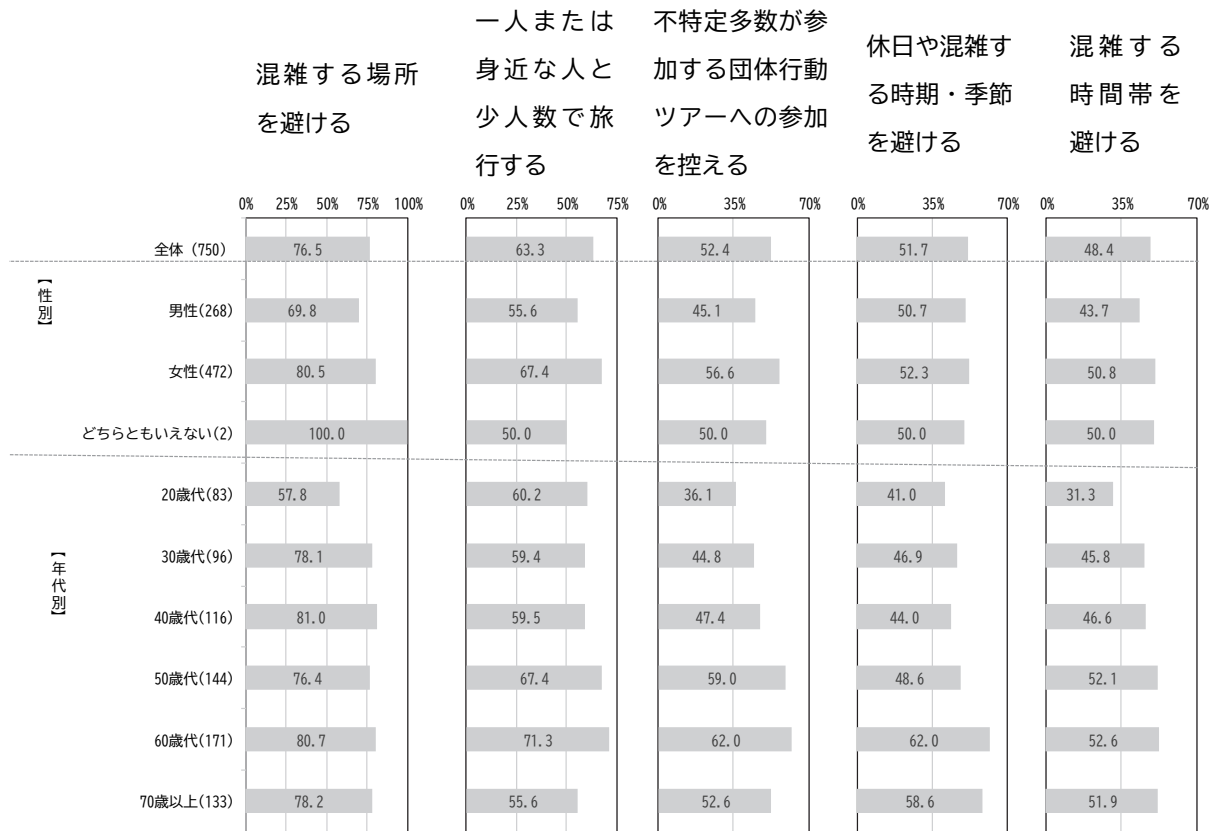 混雑する場所
を避ける
一人または
身近な人と
少人数で旅
行する
不特定多数が参
加する団体行動
ツアーへの参加
を控える
休日や混雑す
る時期・季節
を避ける
混雑する
時間帯を
避ける
0% 25% 50% 75% 100% 0% 25% 50% 75% 0% 35% 70% 0% 35% 70% 0% 35% 70%
全体（750） 76.5 63.3 52.4 51.7 48.4
【性別】
男性(268) 69.8 55.6 45.1 50.7 43.7
女性(472) 80.5 67.4 56.6 52.3 50.8
どちらともいえない(2) 100.0 50.0 50.0 50.0 50.0
【年代別】
20歳代(83) 57.8 60.2 36.1 41.0 31.3
30歳代(96) 78.1 59.4 44.8 46.9 45.8
40歳代(116) 81.0 59.5 47.4 44.0 46.6
50歳代(144) 76.4 67.4 59.0 48.6 52.1
60歳代(171) 80.7 71.3 62.0 62.0 52.6
70歳以上(133) 78.2 55.6 52.6 58.6 51.9